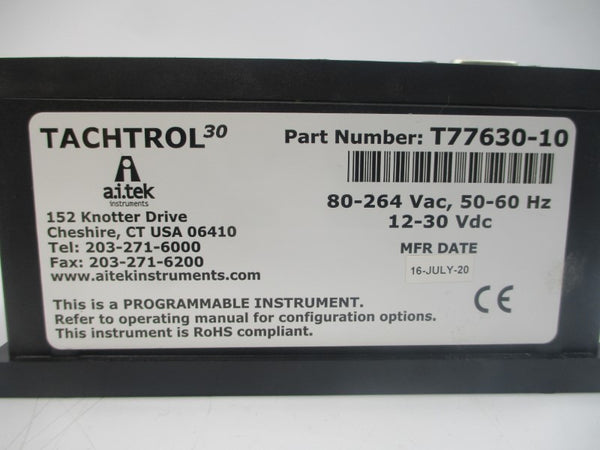 TACHTROL³⁰
Part Number: T77630-10
a.i.tek
instruments
80-264 Vac, 50-60 Hz
12-30 Vdc
152 Knotter Drive
Cheshire, CT USA 06410
Tel: 203-271-6000
Fax: 203-271-6200
www.aitekinstruments.com
MFR DATE
16-JULY-20
CE
This is a PROGRAMMABLE INSTRUMENT.
Refer to operating manual for configuration options.
This instrument is RoHS compliant.